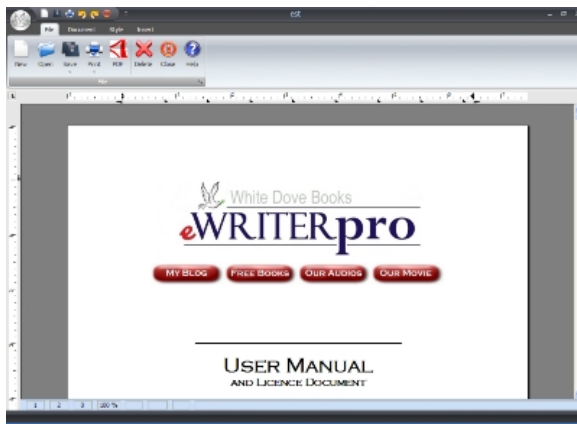 est
File Document Style Insert
New Open Save Print PDF Delete Close Help
File
White Dove Books
eWRITERpro
MY BLOG FREE BOOKS OUR AUDIOS OUR MOVIE
USER MANUAL
AND LICENCE DOCUMENT
1 2 3 100 %